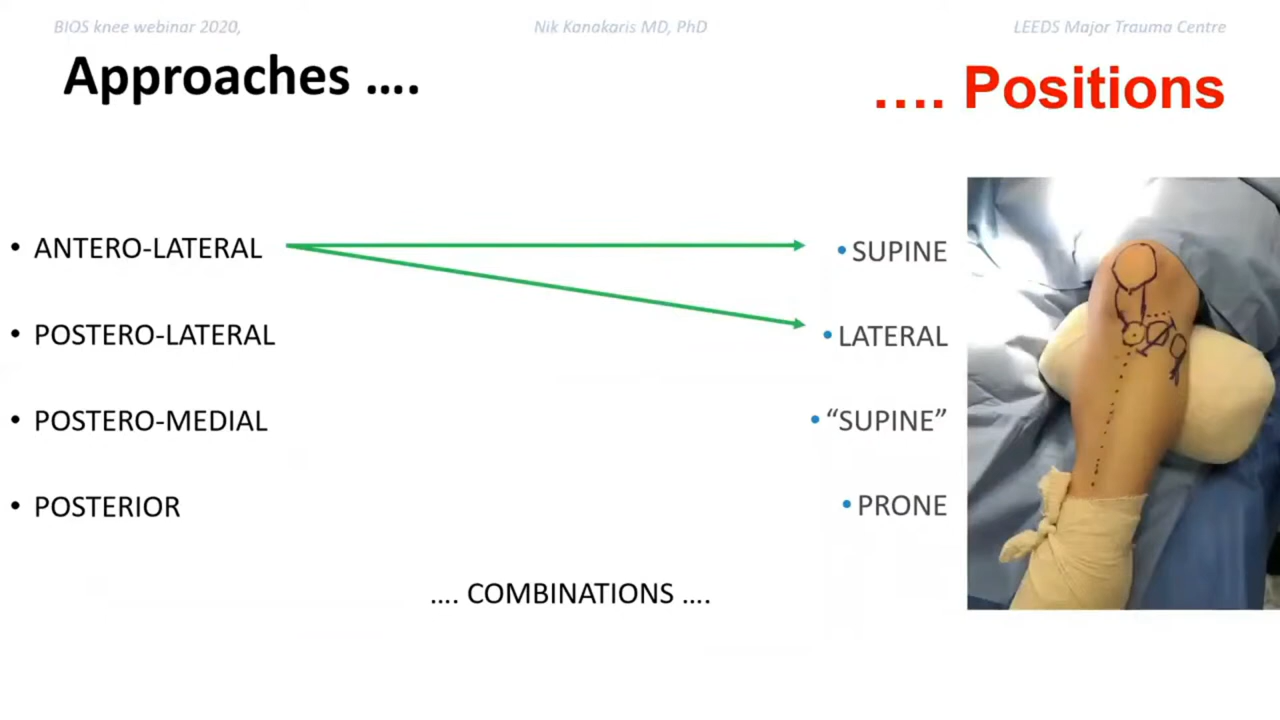 BIOS knee webinar 2020,
Nik Kanakaris MD, PhD
LEEDS Major Trauma Centre
Approaches ....
.... Positions
• ANTERO-LATERAL
• SUPINE
• POSTERO-LATERAL
• LATERAL
• POSTERO-MEDIAL
• “SUPINE”
• POSTERIOR
• PRONE
.... COMBINATIONS ....